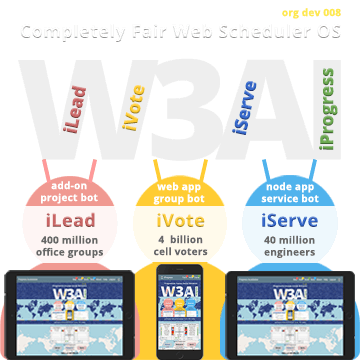 org dev 008
Completely Fair Web Scheduler OS
W3AI
iLead
iVote
iServe
iProgress
add-on
project bot
iLead
400 million
office groups
web app
group bot
iVote
4 billion
cell voters
node app
service bot
iServe
40 million
engineers
W3AI
W3AI
W3AI